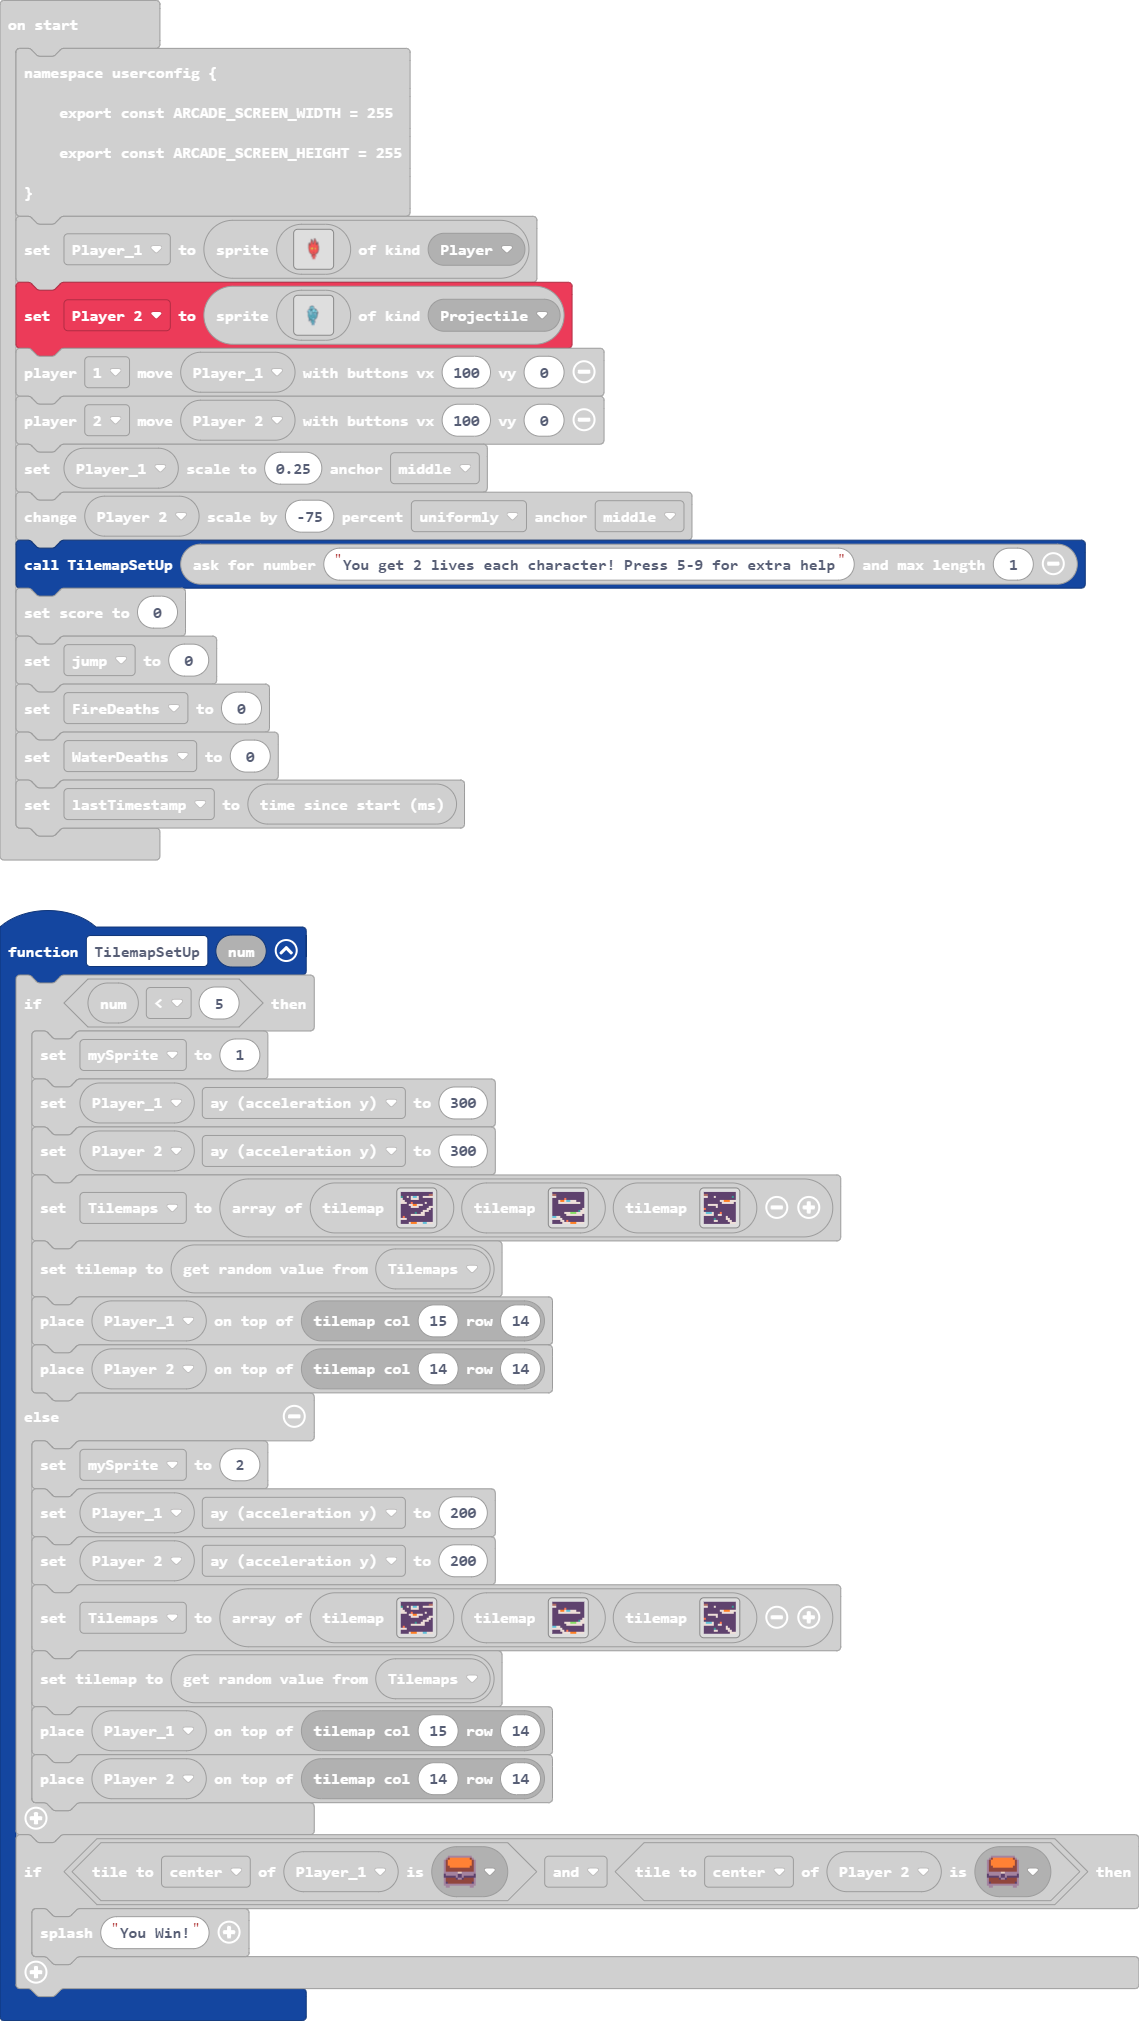 on start
namespace userconfig {
export const ARCADE_SCREEN_WIDTH = 255
export const ARCADE_SCREEN_HEIGHT = 255
}
set Player_1 to sprite of kind Player
set Player 2 to sprite of kind Projectile
player 1 move Player_1 with buttons vx 100 vy 0
player 2 move Player 2 with buttons vx 100 vy 0
set Player_1 scale to 0.25 anchor middle
change Player 2 scale by -75 percent uniformly anchor middle
call TilemapSetUp ask for number "You get 2 lives each character! Press 5-9 for extra help" and max length 1
set score to 0
set jump to 0
set FireDeaths to 0
set WaterDeaths to 0
set lastTimestamp to time since start (ms)
function TilemapSetUp num
if num < 5 then
set mySprite to 1
set Player_1 ay (acceleration y) to 300
set Player 2 ay (acceleration y) to 300
set Tilemaps to array of tilemap tilemap tilemap
set tilemap to get random value from Tilemaps
place Player_1 on top of tilemap col 15 row 14
place Player 2 on top of tilemap col 14 row 14
else
set mySprite to 2
set Player_1 ay (acceleration y) to 200
set Player 2 ay (acceleration y) to 200
set Tilemaps to array of tilemap tilemap tilemap
set tilemap to get random value from Tilemaps
place Player_1 on top of tilemap col 15 row 14
place Player 2 on top of tilemap col 14 row 14
if tile to center of Player_1 is and tile to center of Player 2 is then
splash "You Win!"